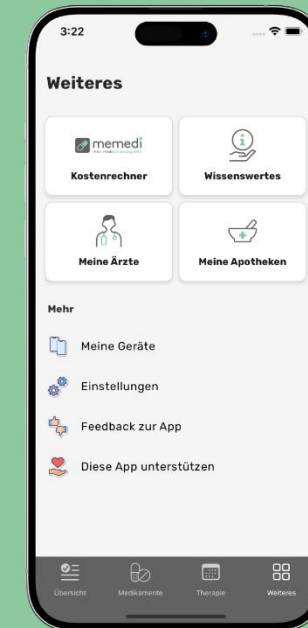 3:22
Weiteres
memedi
Kostenrechner
Wissenswertes
Meine Ärzte
Meine Apotheken
Mehr
Meine Geräte
Einstellungen
Feedback zur App
Diese App unterstützen
Übersicht
Medikamente
Therapie
Weiteres